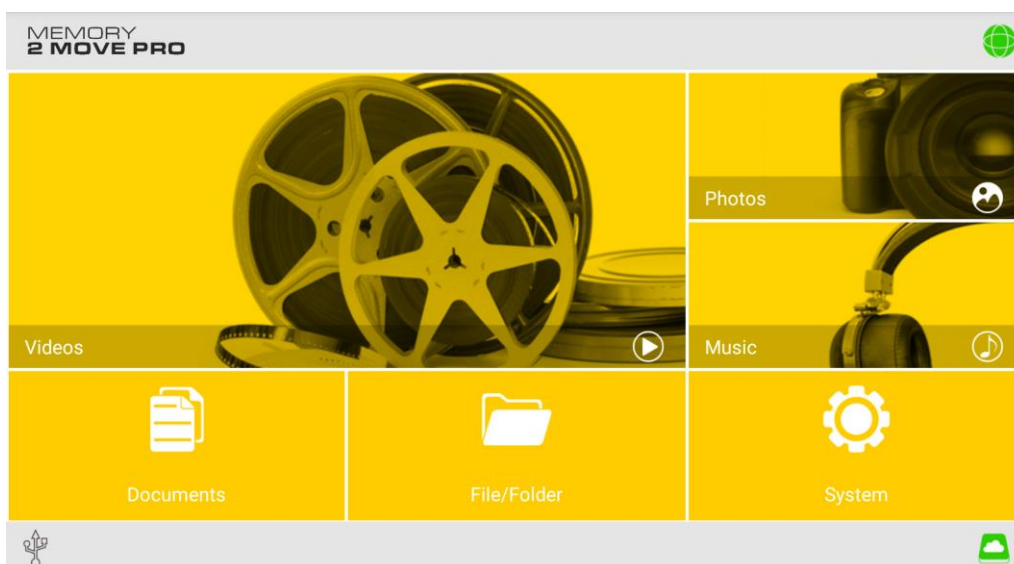 MEMORY
2 MOVE PRO
Photos
Videos
Music
Documents
File/Folder
System